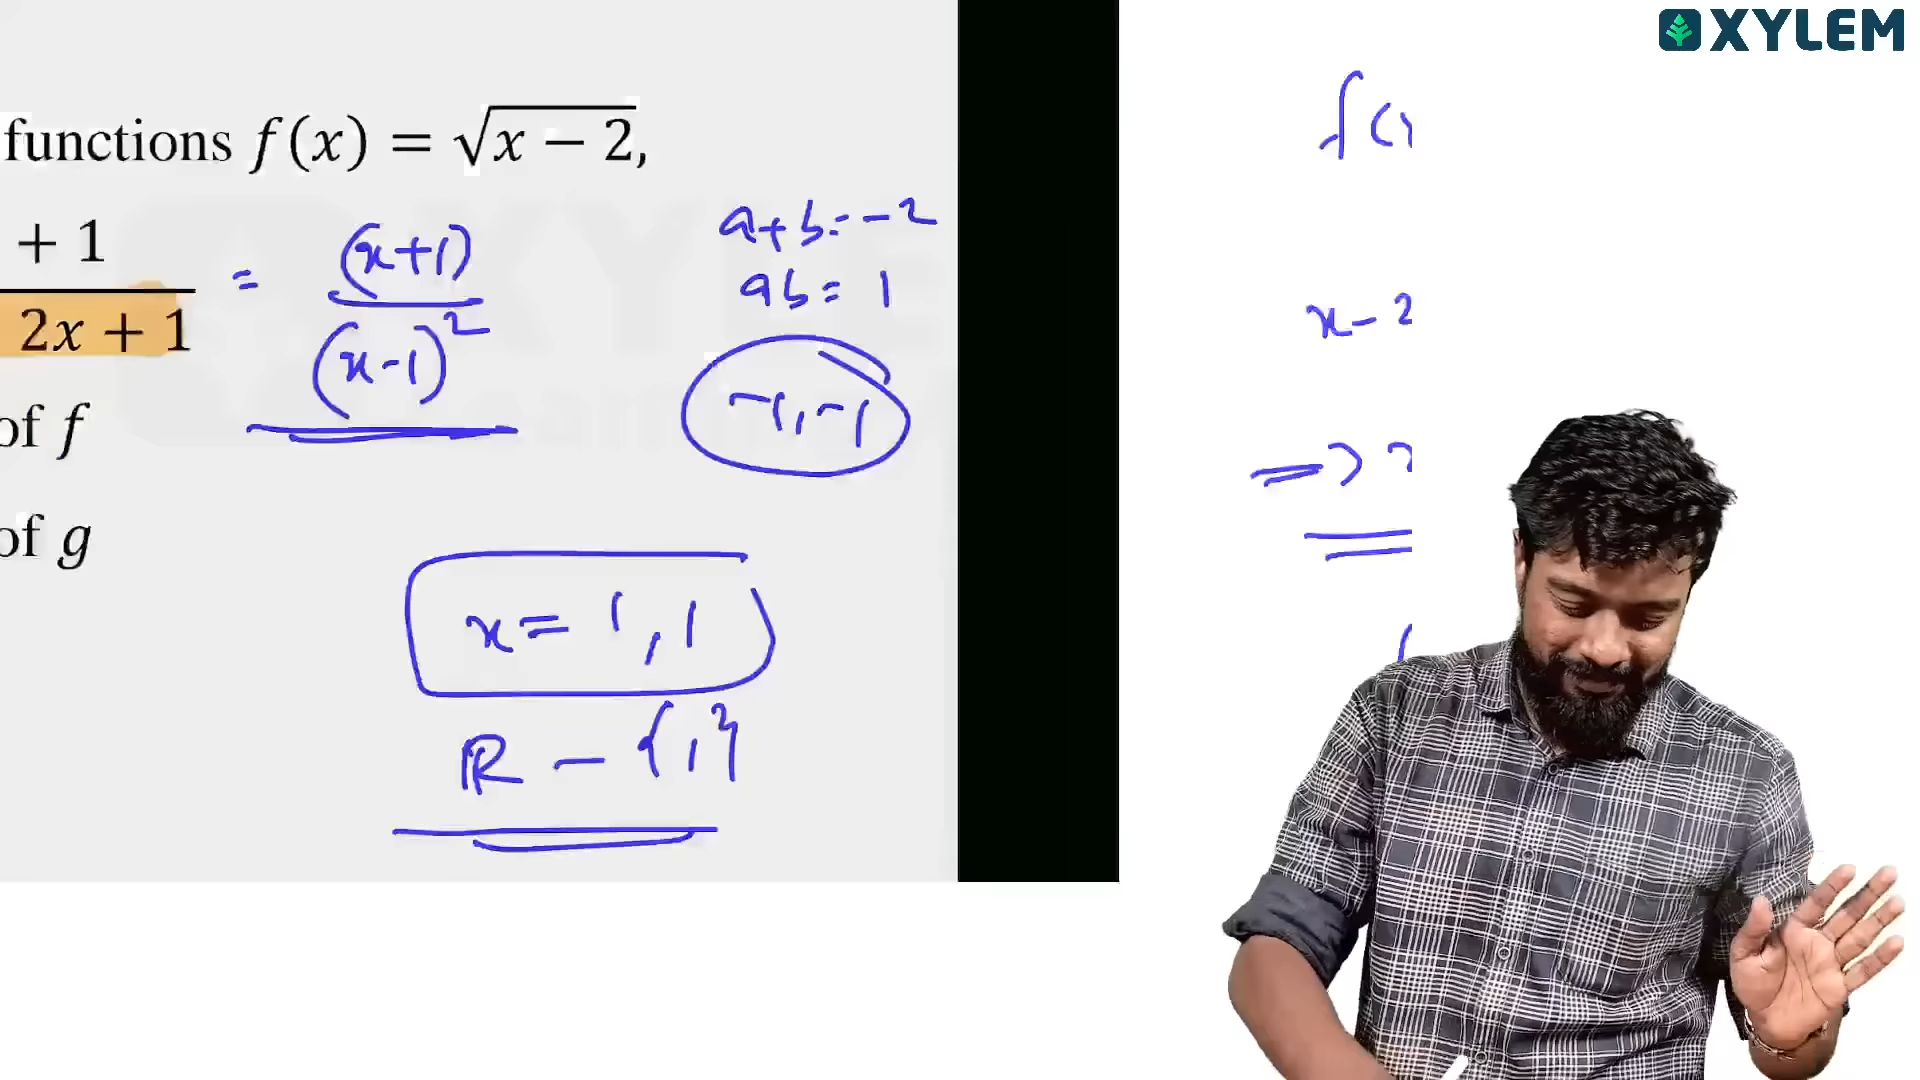 XYLEM
functions f(x) = √x − 2,
+ 1
2x + 1
= (x+1)
(x-1)²
a+b=-2
ab= 1
-1,-1
of f
of g
x= 1,1
R - {1}
f(
x-2
=>